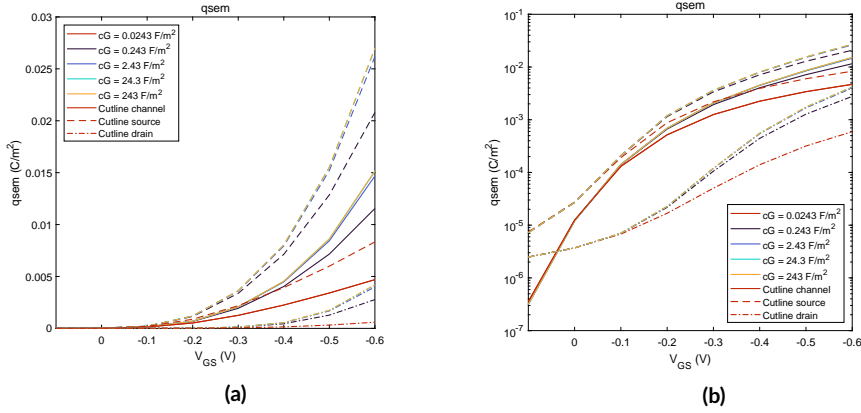 qsem
qsem (C/m²)
0.03
0.025
0.02
0.015
0.01
0.005
0
cG = 0.0243 F/m²
cG = 0.243 F/m²
cG = 2.43 F/m²
cG = 24.3 F/m²
cG = 243 F/m²
Cutline channel
Cutline source
Cutline drain
0 -0.1 -0.2 -0.3 -0.4 -0.5 -0.6
V_GS (V)
(a)
qsem
qsem (C/m²)
10⁻¹
10⁻²
10⁻³
10⁻⁴
10⁻⁵
10⁻⁶
10⁻⁷
cG = 0.0243 F/m²
cG = 0.243 F/m²
cG = 2.43 F/m²
cG = 24.3 F/m²
cG = 243 F/m²
Cutline channel
Cutline source
Cutline drain
0 -0.1 -0.2 -0.3 -0.4 -0.5 -0.6
V_GS (V)
(b)